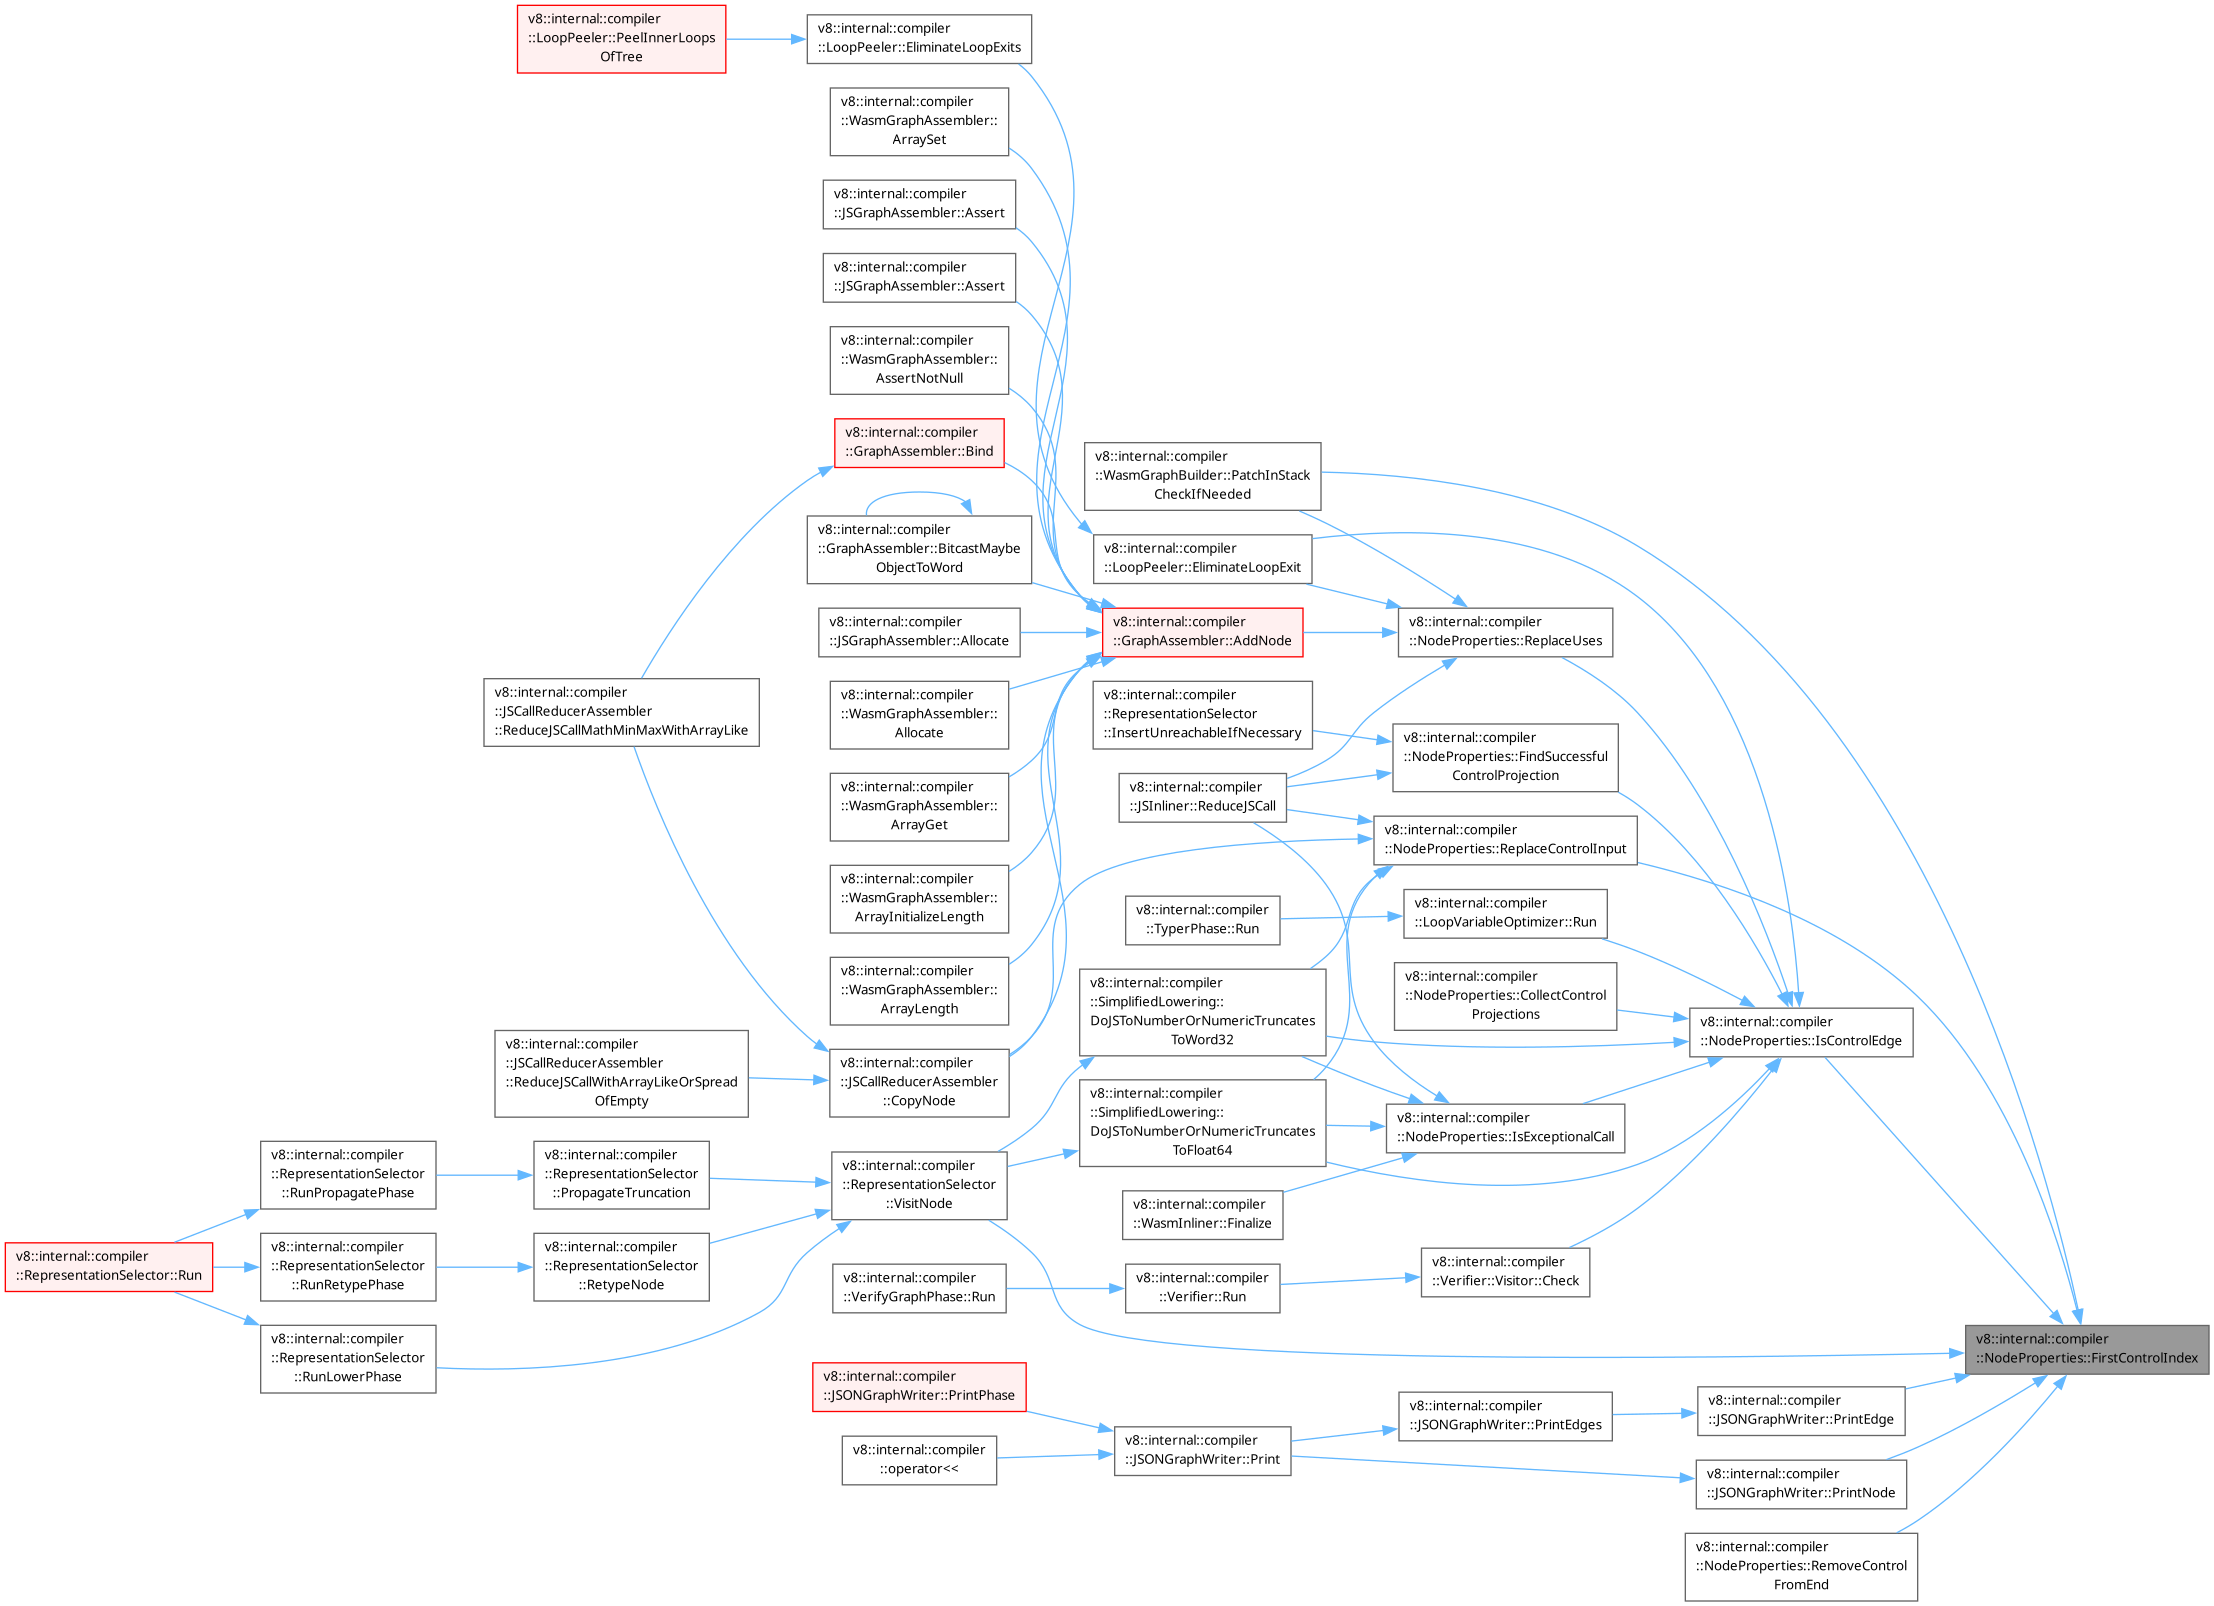 v8::internal::compiler
::LoopPeeler::PeelInnerLoops
OfTree
v8::internal::compiler
::LoopPeeler::EliminateLoopExits
v8::internal::compiler
::WasmGraphAssembler::
ArraySet
v8::internal::compiler
::JSGraphAssembler::Assert
v8::internal::compiler
::JSGraphAssembler::Assert
v8::internal::compiler
::WasmGraphAssembler::
AssertNotNull
v8::internal::compiler
::GraphAssembler::Bind
v8::internal::compiler
::WasmGraphBuilder::PatchInStack
CheckIfNeeded
v8::internal::compiler
::GraphAssembler::BitcastMaybe
ObjectToWord
v8::internal::compiler
::LoopPeeler::EliminateLoopExit
v8::internal::compiler
::JSGraphAssembler::Allocate
v8::internal::compiler
::GraphAssembler::AddNode
v8::internal::compiler
::NodeProperties::ReplaceUses
v8::internal::compiler
::JSCallReducerAssembler
::ReduceJSCallMathMinMaxWithArrayLike
v8::internal::compiler
::WasmGraphAssembler::
Allocate
v8::internal::compiler
::RepresentationSelector
::InsertUnreachableIfNecessary
v8::internal::compiler
::NodeProperties::FindSuccessful
ControlProjection
v8::internal::compiler
::WasmGraphAssembler::
ArrayGet
v8::internal::compiler
::JSInliner::ReduceJSCall
v8::internal::compiler
::NodeProperties::ReplaceControlInput
v8::internal::compiler
::WasmGraphAssembler::
ArrayInitializeLength
v8::internal::compiler
::TyperPhase::Run
v8::internal::compiler
::LoopVariableOptimizer::Run
v8::internal::compiler
::WasmGraphAssembler::
ArrayLength
v8::internal::compiler
::SimplifiedLowering::
DoJSToNumberOrNumericTruncates
ToWord32
v8::internal::compiler
::NodeProperties::CollectControl
Projections
v8::internal::compiler
::NodeProperties::IsControlEdge
v8::internal::compiler
::JSCallReducerAssembler
::ReduceJSCallWithArrayLikeOrSpread
OfEmpty
v8::internal::compiler
::JSCallReducerAssembler
::CopyNode
v8::internal::compiler
::SimplifiedLowering::
DoJSToNumberOrNumericTruncates
ToFloat64
v8::internal::compiler
::NodeProperties::IsExceptionalCall
v8::internal::compiler
::RepresentationSelector
::RunPropagatePhase
v8::internal::compiler
::RepresentationSelector
::PropagateTruncation
v8::internal::compiler
::RepresentationSelector
::VisitNode
v8::internal::compiler
::WasmInliner::Finalize
v8::internal::compiler
::RepresentationSelector::Run
v8::internal::compiler
::RepresentationSelector
::RunRetypePhase
v8::internal::compiler
::RepresentationSelector
::RetypeNode
v8::internal::compiler
::VerifyGraphPhase::Run
v8::internal::compiler
::Verifier::Run
v8::internal::compiler
::Verifier::Visitor::Check
v8::internal::compiler
::RepresentationSelector
::RunLowerPhase
v8::internal::compiler
::NodeProperties::FirstControlIndex
v8::internal::compiler
::JSONGraphWriter::PrintPhase
v8::internal::compiler
::JSONGraphWriter::PrintEdges
v8::internal::compiler
::JSONGraphWriter::PrintEdge
v8::internal::compiler
::operator<<
v8::internal::compiler
::JSONGraphWriter::Print
v8::internal::compiler
::JSONGraphWriter::PrintNode
v8::internal::compiler
::NodeProperties::RemoveControl
FromEnd